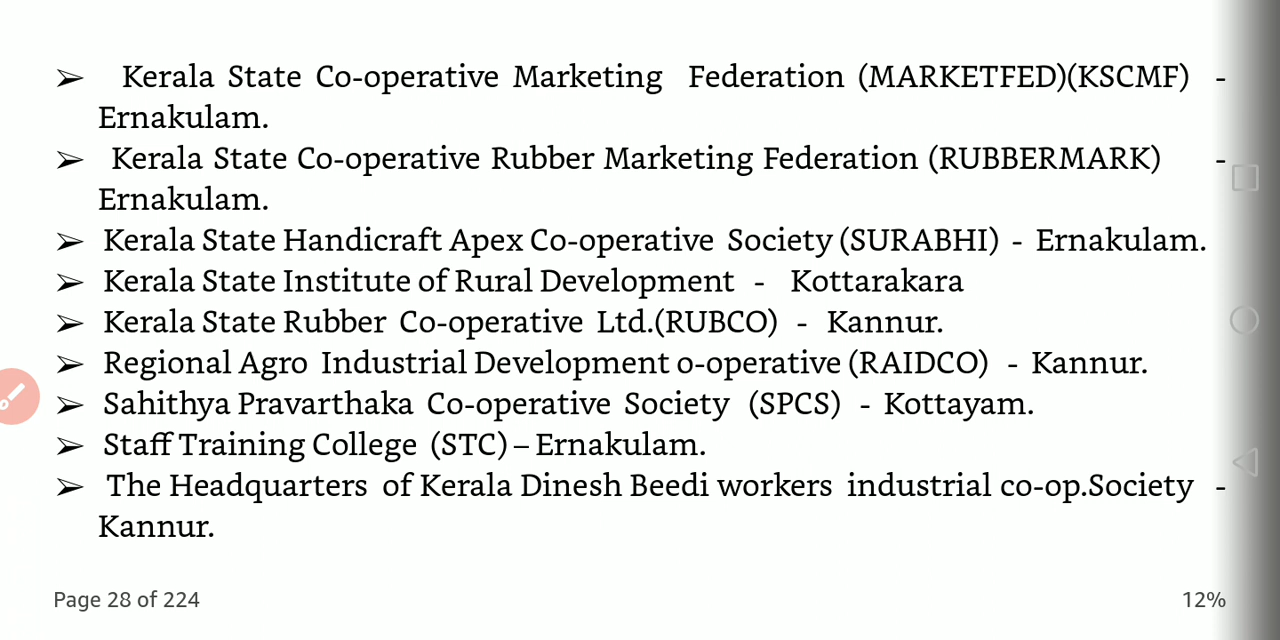 ➢ Kerala State Co-operative Marketing Federation (MARKETFED)(KSCMF) -
Ernakulam.
➢ Kerala State Co-operative Rubber Marketing Federation (RUBBERMARK) -
Ernakulam.
➢ Kerala State Handicraft Apex Co-operative Society (SURABHI) - Ernakulam.
➢ Kerala State Institute of Rural Development - Kottarakara
➢ Kerala State Rubber Co-operative Ltd.(RUBCO) - Kannur.
➢ Regional Agro Industrial Development o-operative (RAIDCO) - Kannur.
➢ Sahithya Pravarthaka Co-operative Society (SPCS) - Kottayam.
➢ Staff Training College (STC) – Ernakulam.
➢ The Headquarters of Kerala Dinesh Beedi workers industrial co-op.Society -
Kannur.
Page 28 of 224 12%